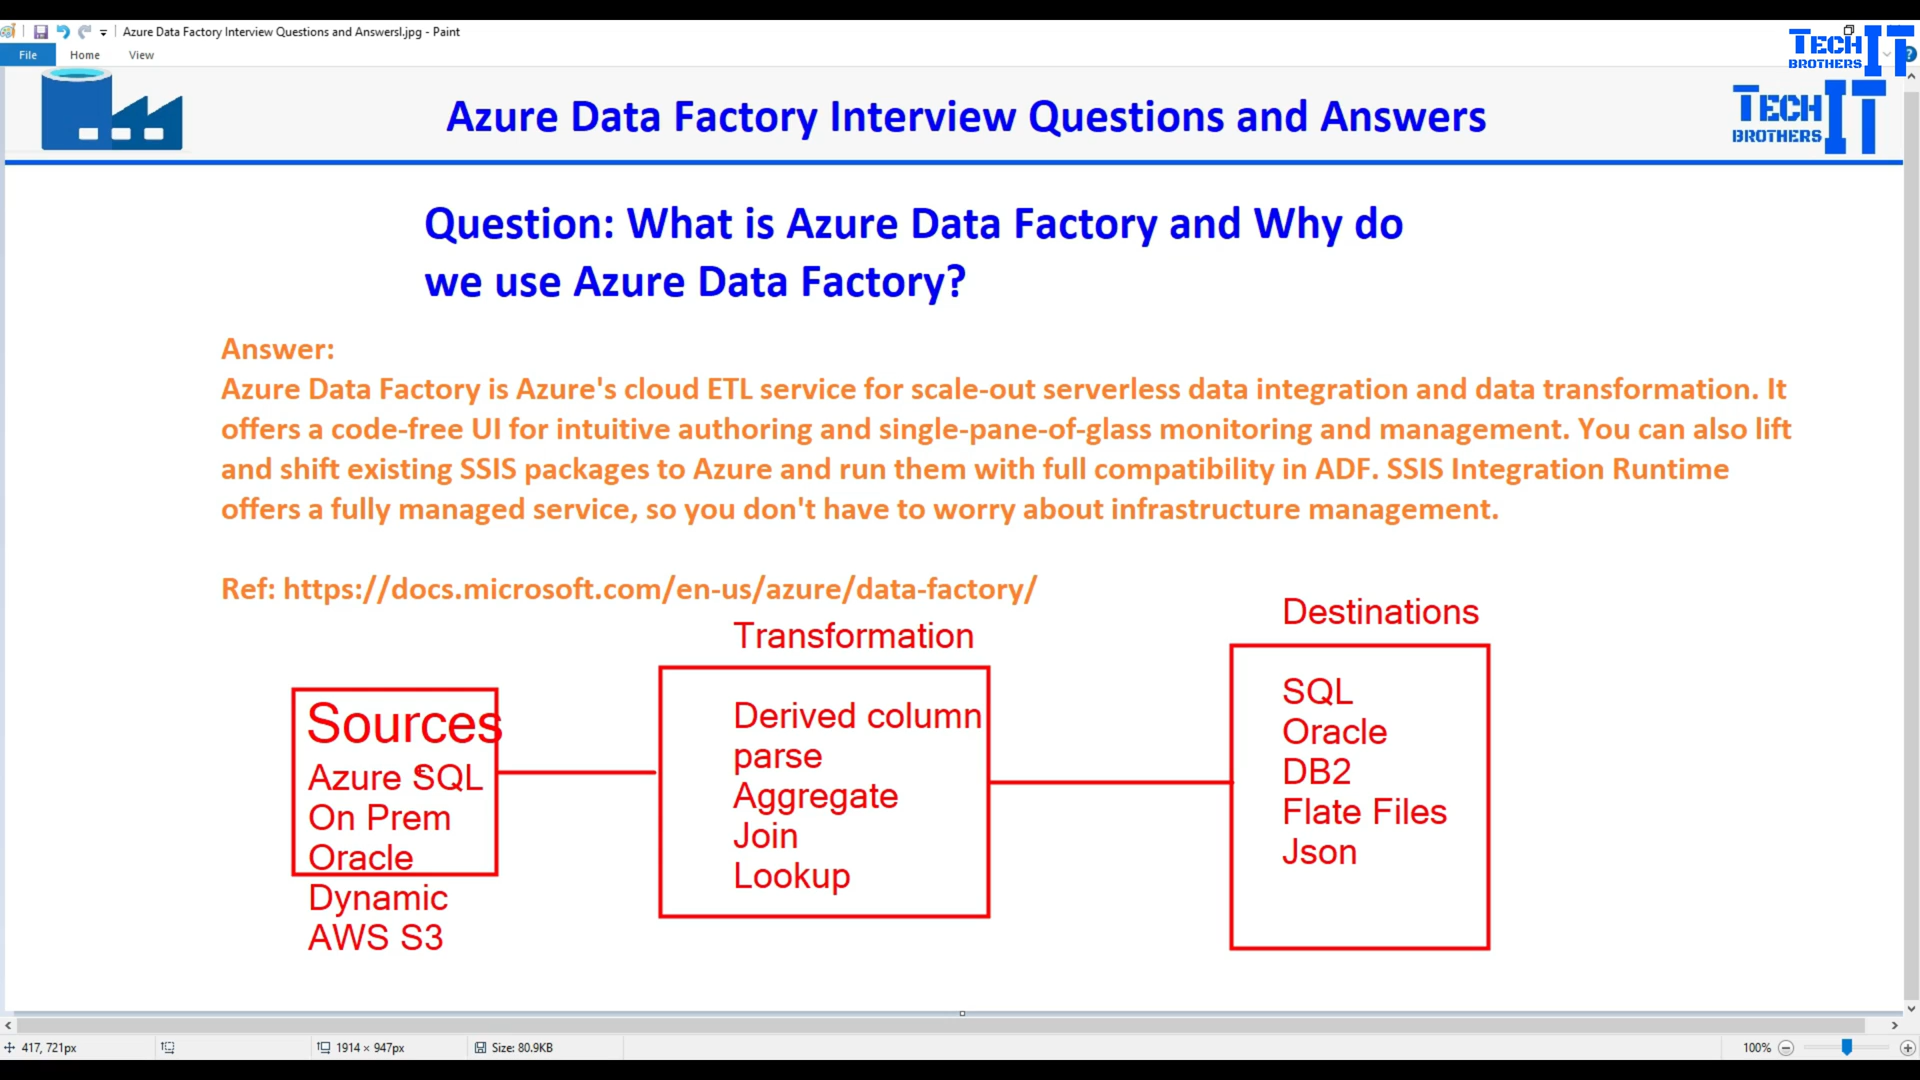 Azure Data Factory Interview Questions and Answersl.jpg - Paint
File Home View
TECH IT
BROTHERS
Azure Data Factory Interview Questions and Answers
TECH IT
BROTHERS
Question: What is Azure Data Factory and Why do
we use Azure Data Factory?
Answer:
Azure Data Factory is Azure's cloud ETL service for scale-out serverless data integration and data transformation. It
offers a code-free UI for intuitive authoring and single-pane-of-glass monitoring and management. You can also lift
and shift existing SSIS packages to Azure and run them with full compatibility in ADF. SSIS Integration Runtime
offers a fully managed service, so you don't have to worry about infrastructure management.
Ref: https://docs.microsoft.com/en-us/azure/data-factory/
Sources
Azure SQL
On Prem
Oracle
Dynamic
AWS S3
Transformation
Derived column
parse
Aggregate
Join
Lookup
Destinations
SQL
Oracle
DB2
Flate Files
Json
417, 721px
1914 × 947px
Size: 80.9KB
100%